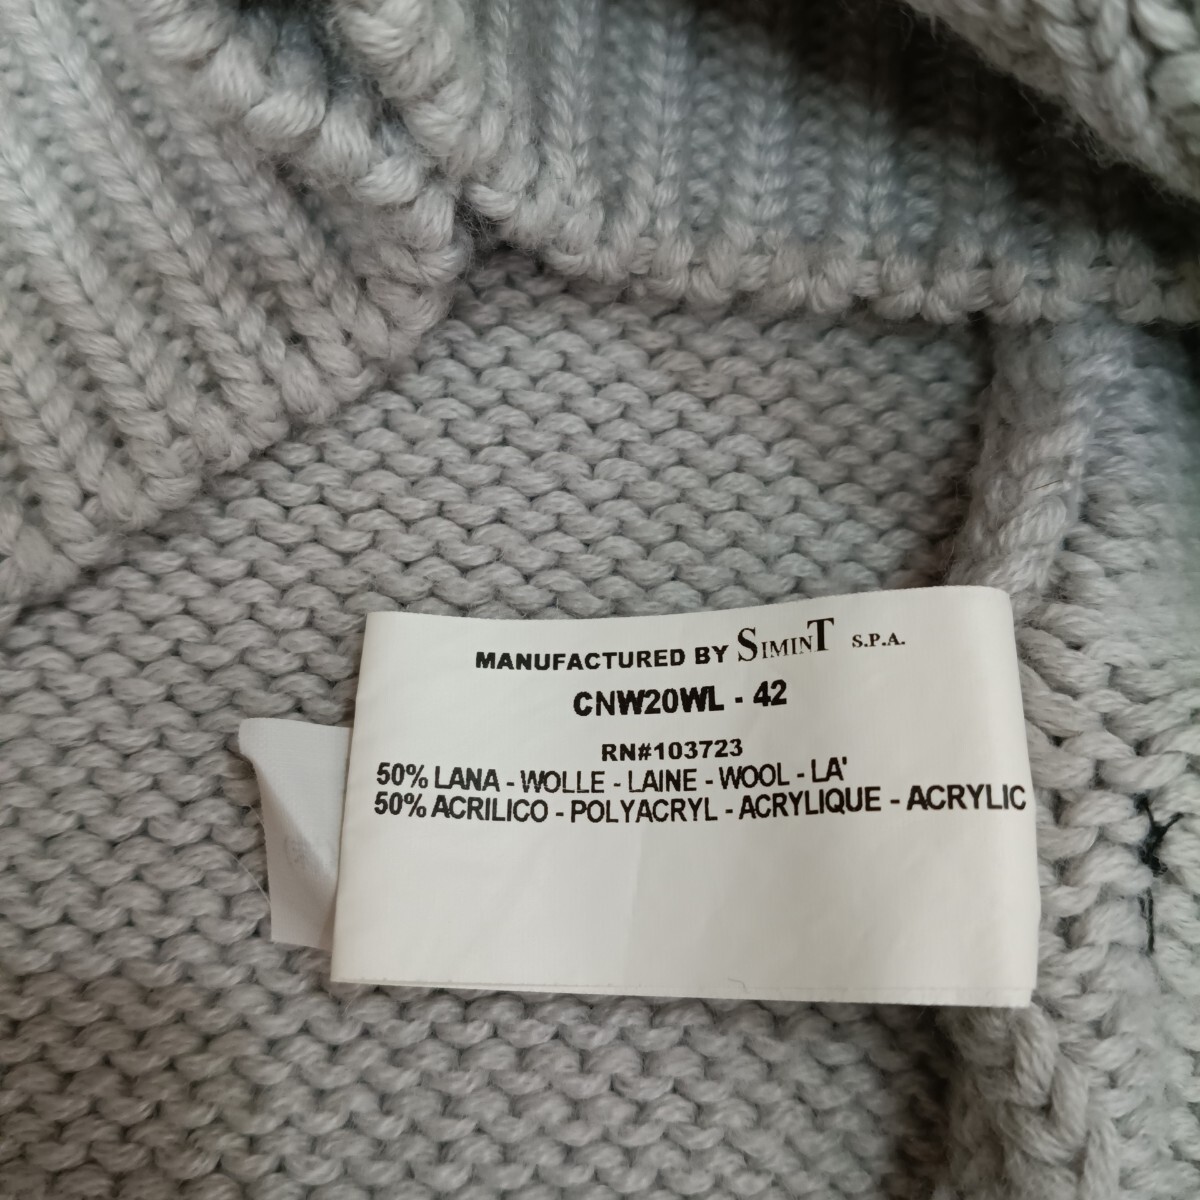 MANUFACTURED BY SIMINT S.P.A.
CNW20WL - 42
RN#103723
50% LANA - WOLLE - LAINE - WOOL - LA'
50% ACRILICO - POLYACRYL - ACRYLIQUE - ACRYLIC